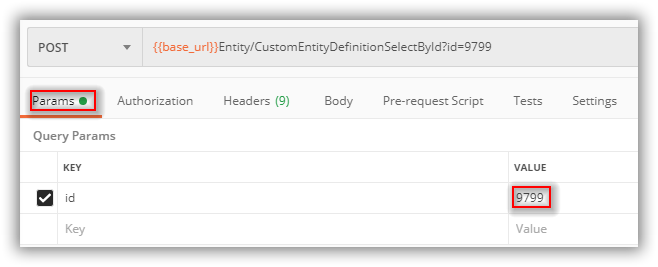 POST {{base_url}}Entity/CustomEntityDefinitionSelectById?id=9799
Params Authorization Headers (9) Body Pre-request Script Tests Settings
Query Params
KEY VALUE
id 9799
Key Value